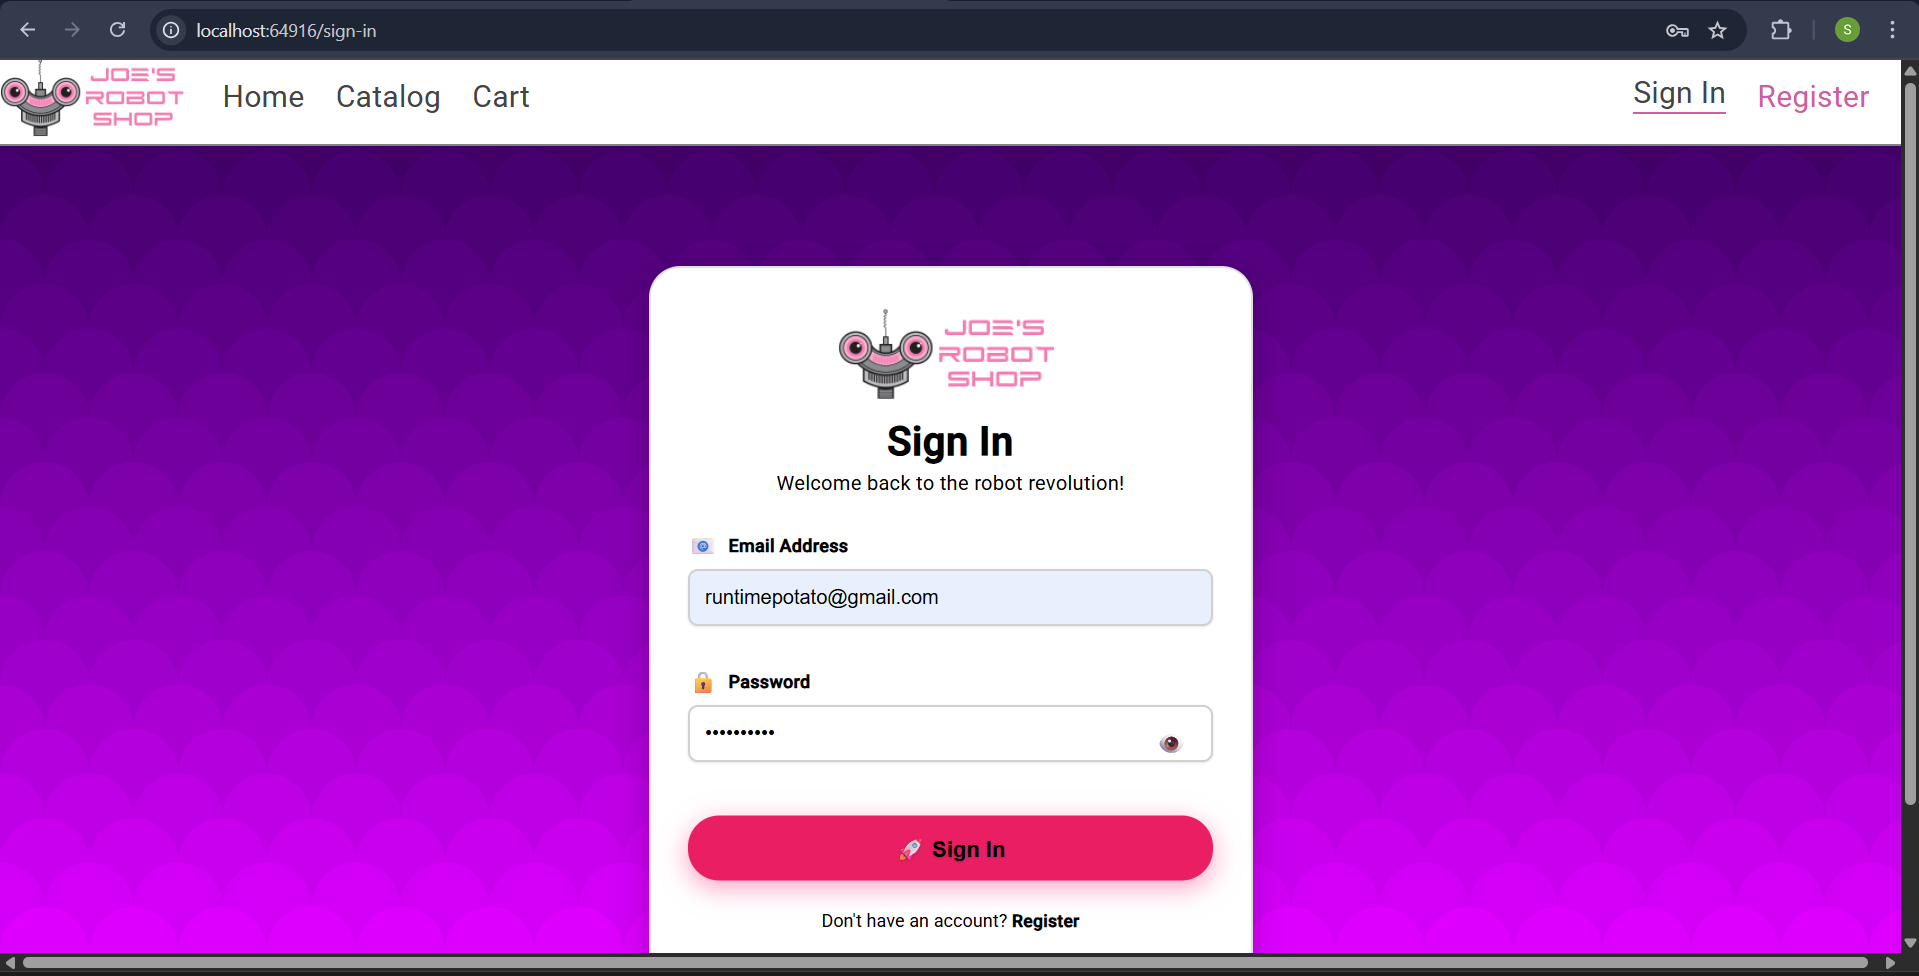 localhost:64916/sign-in
S
JOE'S
ROBOT
SHOP
Home
Catalog
Cart
Sign In
Register
JOE'S
ROBOT
SHOP
Sign In
Welcome back to the robot revolution!
Email Address
runtimepotato@gmail.com
Password
••••••••••
Sign In
Don't have an account? Register